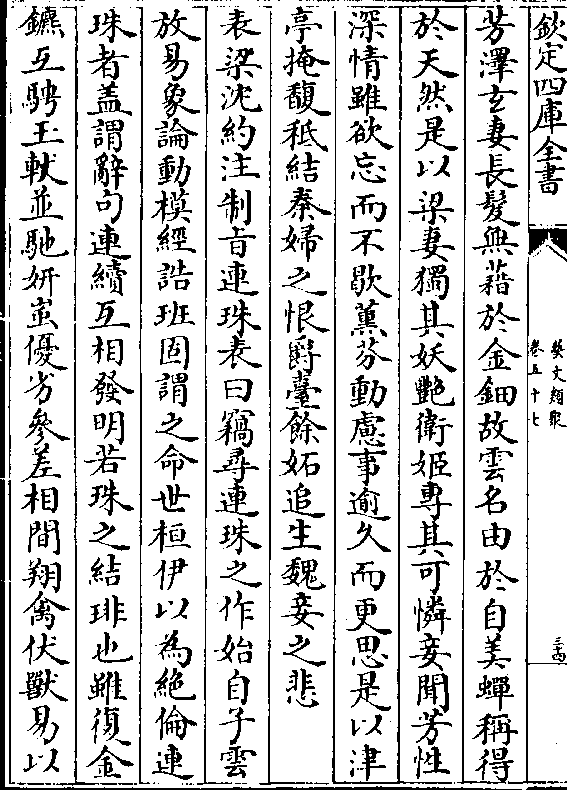 欽定四庫全書
藝文類聚
卷五十七
三十四
芳澤玄妻長髮無藉於金鈿故雲名由於自美蟬稱得
於天然是以梁妻獨其妖艷衛姬專其可憐妾聞芳性
深情雖欲忘而不歇薰芬動慮事逾久而更思是以津
亭掩馥秪結秦婦之恨爵臺餘妬追生魏妾之悲
表梁沈約注制旨連珠表曰竊尋連珠之作始自子雲
放易象論動模經誥班固謂之命世桓伊以為絶倫連
珠者盖謂辭句連續互相發明若珠之結琲也雖復金
鑣互騁玉軑並馳妍蚩優劣參差相間翔禽伏獸易以